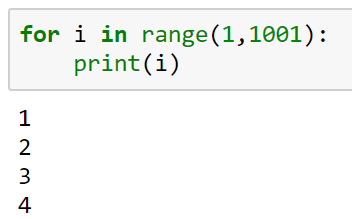 for i in range(1,1001):
    print(i)
1
2
3
4